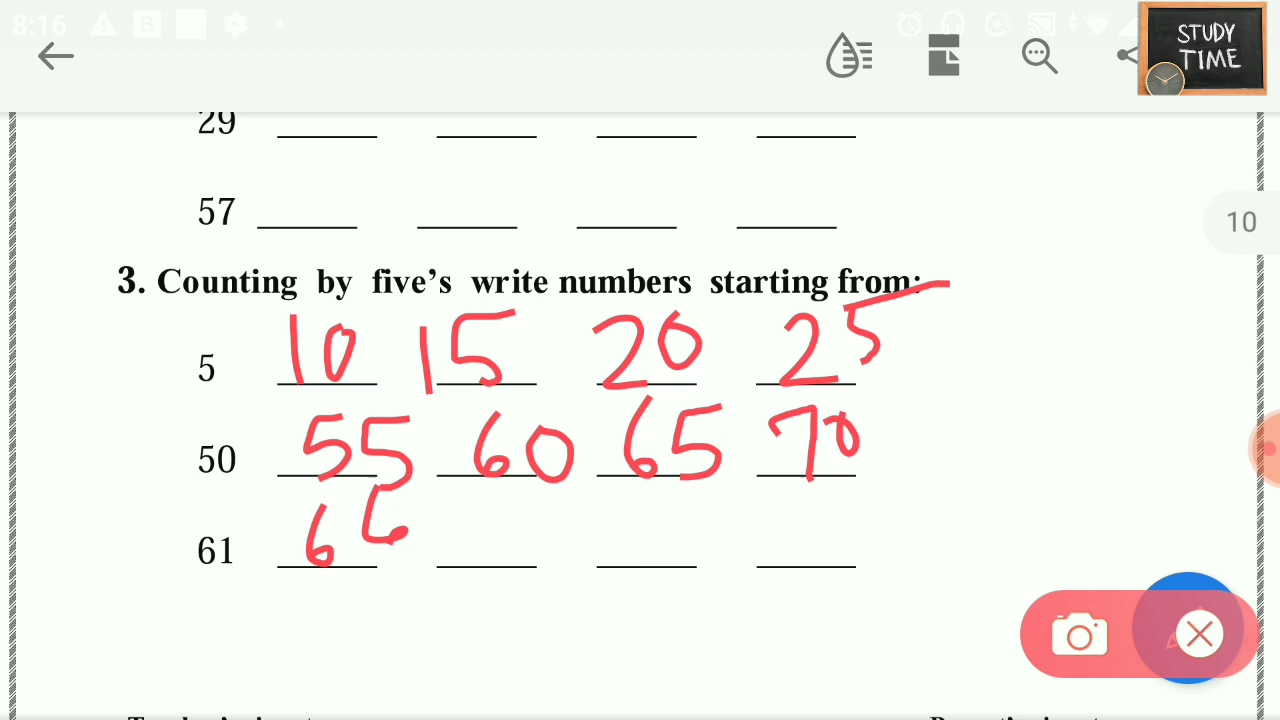 8:16
STUDY
TIME
29
10
57
3. Counting by five's write numbers starting from:
5 10 15 20 25
50 55 60 65 70
61 66